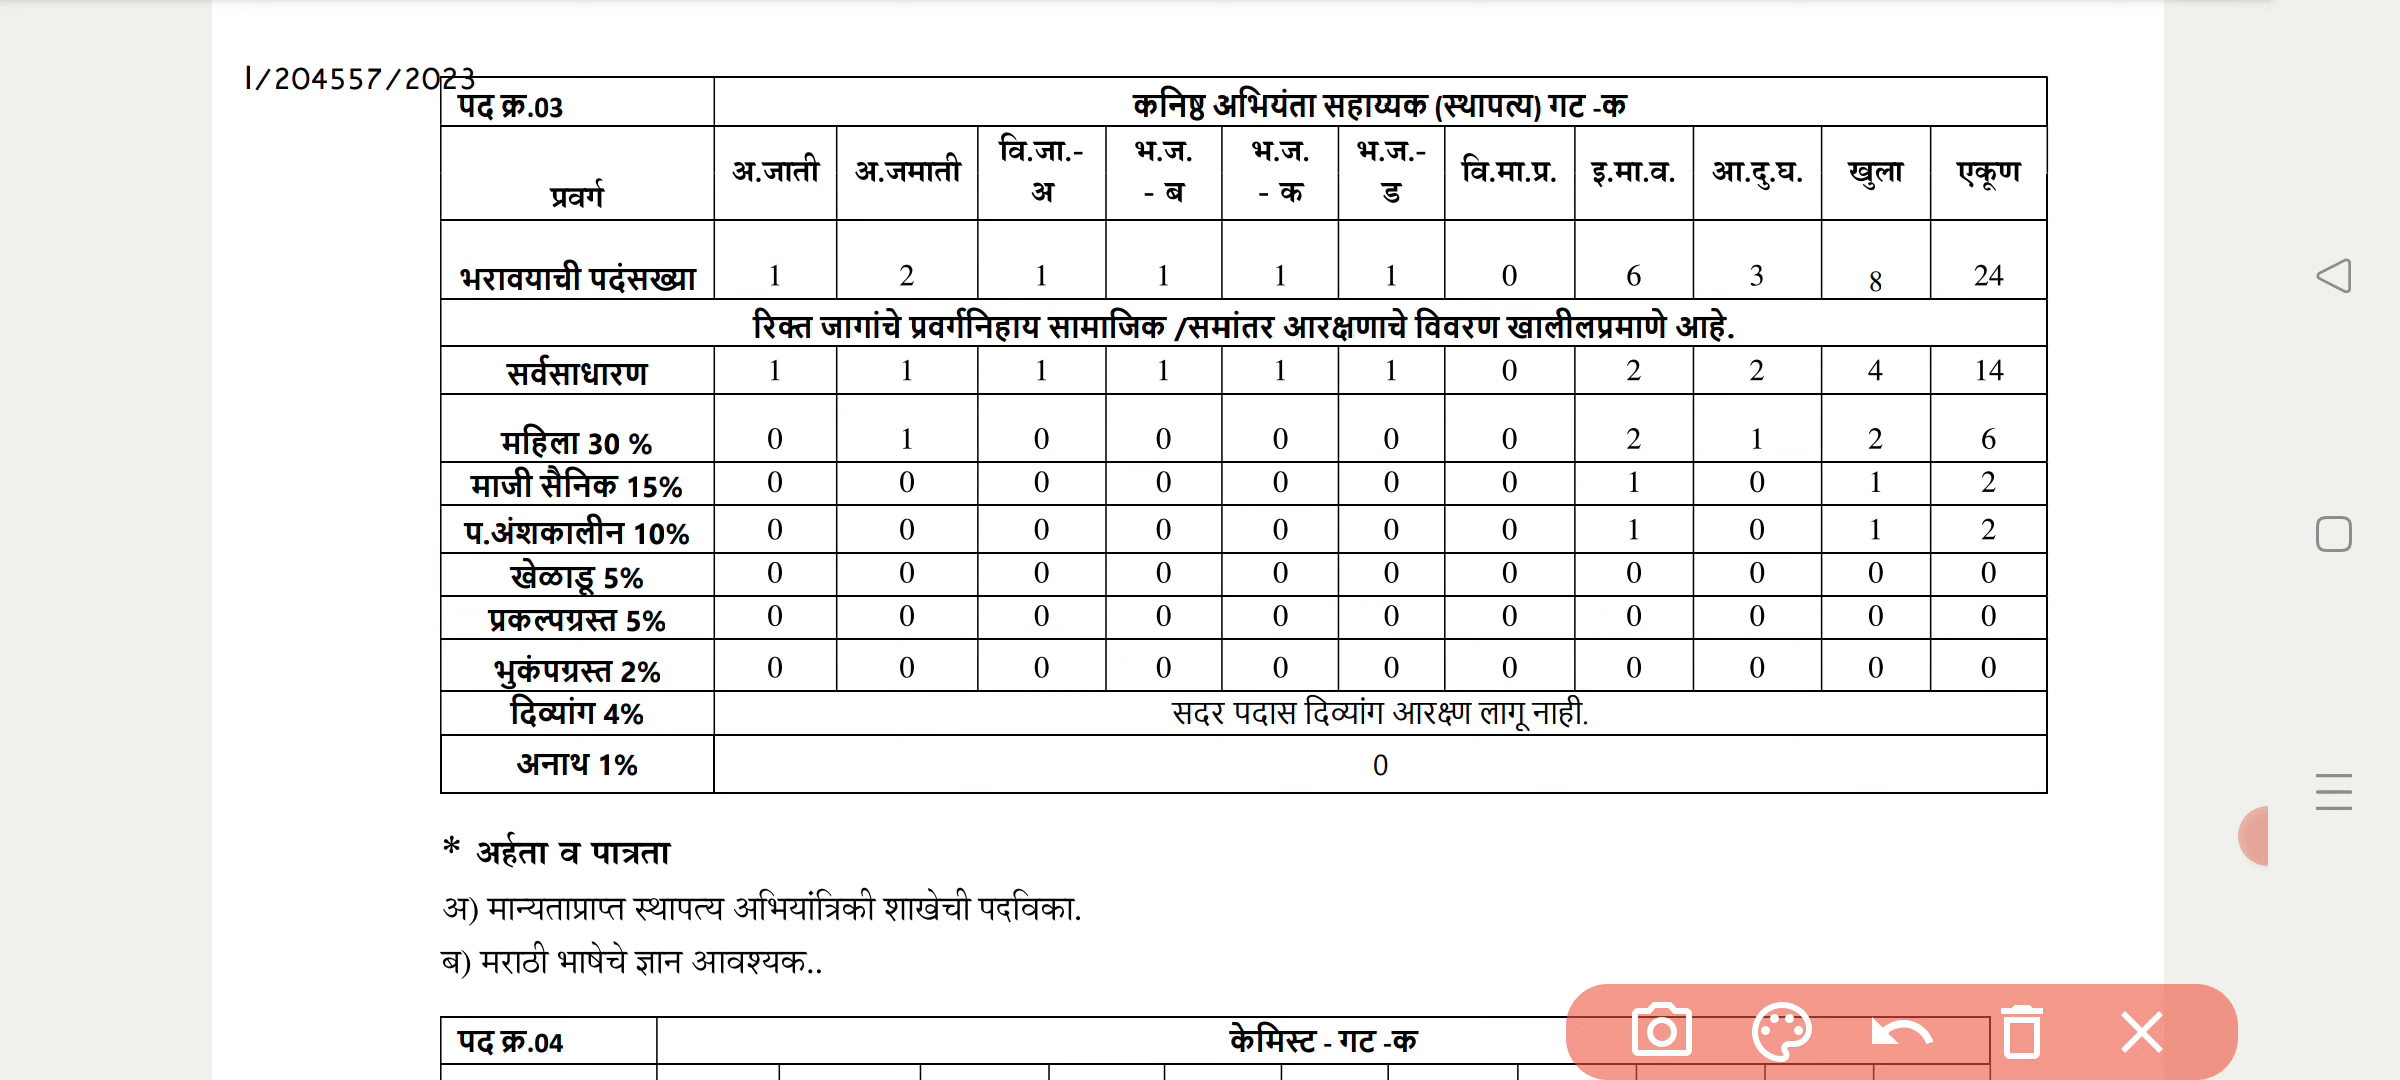 I/204557/2023
पद क्र.03 कनिष्ठ अभियंता सहाय्यक (स्थापत्य) गट -क
प्रवर्ग अ.जाती अ.जमाती वि.जा.-अ भ.ज. - ब भ.ज. - क भ.ज.-ड वि.मा.प्र. इ.मा.व. आ.दु.घ. खुला एकूण
भरावयाची पदंसख्या 1 2 1 1 1 1 0 6 3 8 24
रिक्त जागांचे प्रवर्गनिहाय सामाजिक /समांतर आरक्षणाचे विवरण खालीलप्रमाणे आहे.
सर्वसाधारण 1 1 1 1 1 1 0 2 2 4 14
महिला 30 % 0 1 0 0 0 0 0 2 1 2 6
माजी सैनिक 15% 0 0 0 0 0 0 0 1 0 1 2
प.अंशकालीन 10% 0 0 0 0 0 0 0 1 0 1 2
खेळाडू 5% 0 0 0 0 0 0 0 0 0 0 0
प्रकल्पग्रस्त 5% 0 0 0 0 0 0 0 0 0 0 0
भुकंपग्रस्त 2% 0 0 0 0 0 0 0 0 0 0 0
दिव्यांग 4% सदर पदास दिव्यांग आरक्ष्ण लागू नाही.
अनाथ 1% 0
* अर्हता व पात्रता
अ) मान्यताप्राप्त स्थापत्य अभियांत्रिकी शाखेची पदविका.
ब) मराठी भाषेचे ज्ञान आवश्यक..
पद क्र.04 केमिस्ट - गट -क